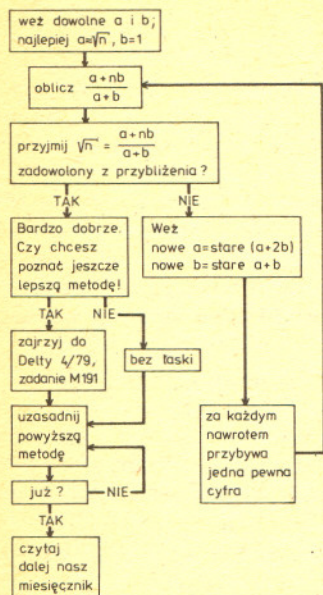 weź dowolne a i b;
najlepiej a≈√n, b=1
oblicz (a+nb)/(a+b)
przyjmij √n = (a+nb)/(a+b)
zadowolony z przybliżenia?
TAK
NIE
Bardzo dobrze.
Czy chcesz
poznać jeszcze
lepszą metodę!
Weź
nowe a=stare (a+2b)
nowe b=stare a+b
TAK
NIE
zajrzyj do
Delty 4/79,
zadanie M191
bez łaski
uzasadnij
powyższą
metodę
za każdym
nawrotem
przybywa
jedna pewna
cyfra
już ?
NIE
TAK
czytaj
dalej nasz
miesięcznik